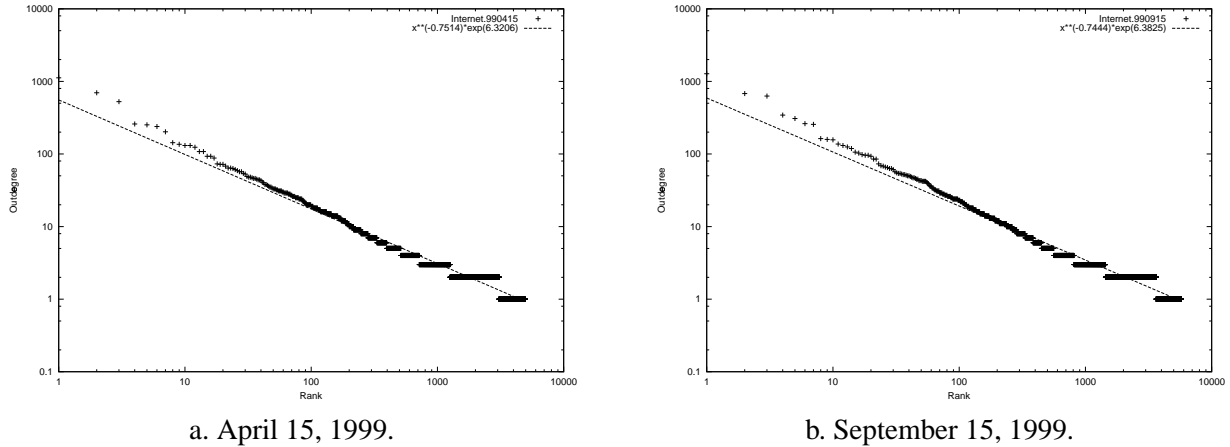 10000
Internet.990415
x**(-0.7514)*exp(6.3206)
1000
100
Outdegree
10
1
0.1
1 10 100 1000 10000
Rank
a. April 15, 1999.
10000
Internet.990915
x**(-0.7444)*exp(6.3825)
1000
100
Outdegree
10
1
0.1
1 10 100 1000 10000
Rank
b. September 15, 1999.